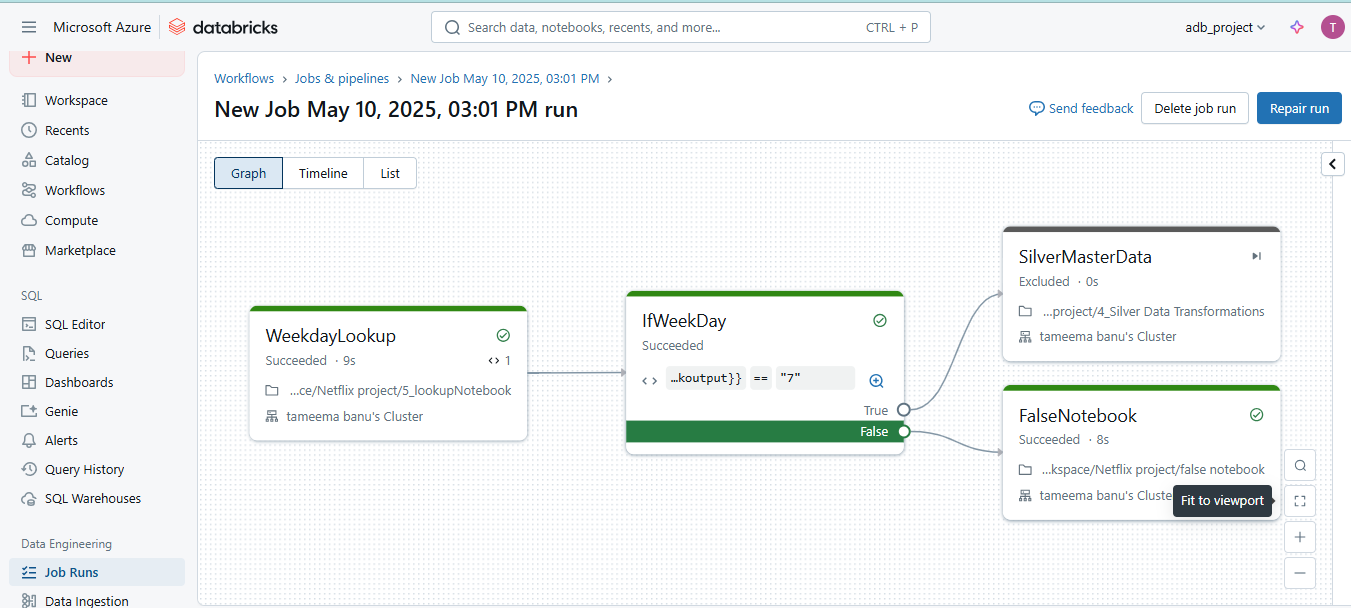 Microsoft Azure
databricks
Search data, notebooks, recents, and more...
CTRL + P
adb_project
T
New
Workspace
Recents
Catalog
Workflows
Compute
Marketplace
SQL
SQL Editor
Queries
Dashboards
Genie
Alerts
Query History
SQL Warehouses
Data Engineering
Job Runs
Data Ingestion
Workflows › Jobs & pipelines › New Job May 10, 2025, 03:01 PM ›
New Job May 10, 2025, 03:01 PM run
Send feedback
Delete job run
Repair run
Graph
Timeline
List
WeekdayLookup
Succeeded · 9s
1
...ce/Netflix project/5_lookupNotebook
tameema banu's Cluster
IfWeekDay
Succeeded
…koutput}} == "7"
True
False
SilverMasterData
Excluded · 0s
...project/4_Silver Data Transformations
tameema banu's Cluster
FalseNotebook
Succeeded · 8s
...kspace/Netflix project/false notebook
tameema banu's Cluste
Fit to viewport